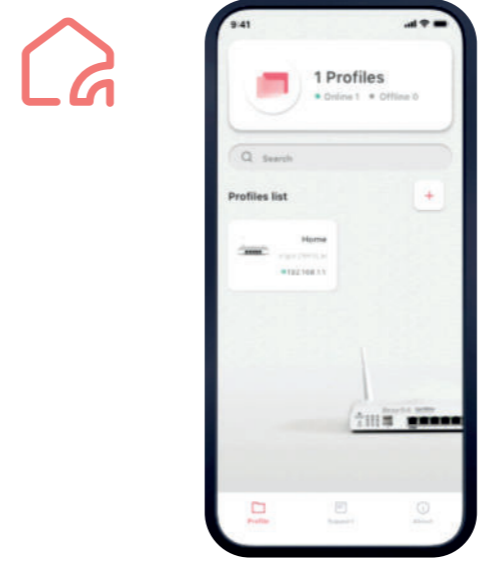 9:41
1 Profiles
Online 1 Offline 0
Search
Profiles list
+
Home
192.168.1.1
Profile
Support
About